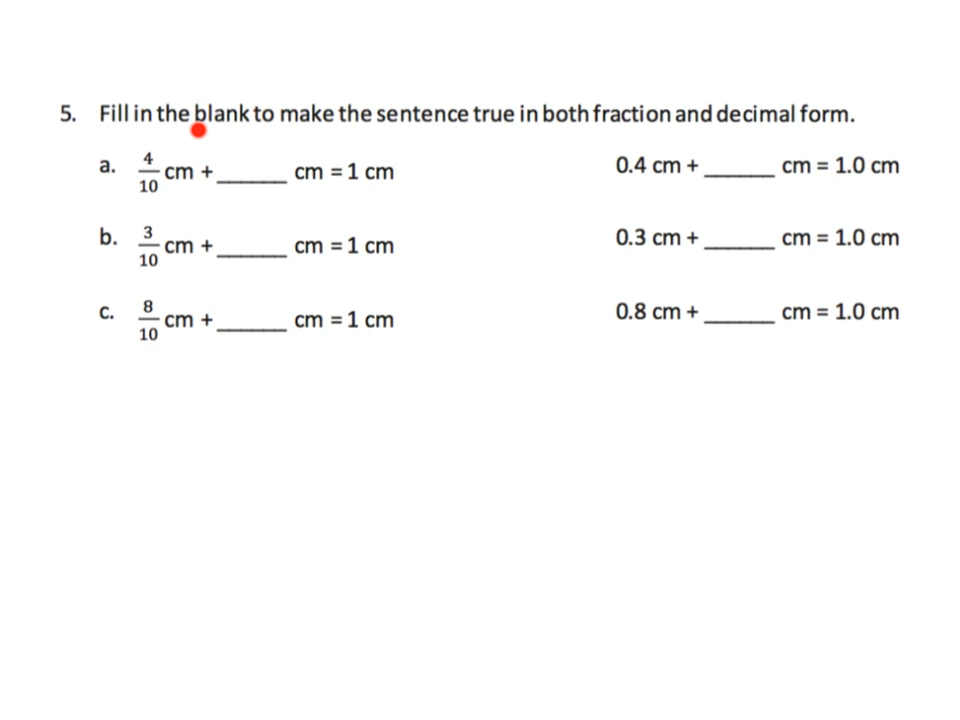 5. Fill in the blank to make the sentence true in both fraction and decimal form.
a. 4/10 cm + ______ cm = 1 cm 0.4 cm + ______ cm = 1.0 cm
b. 3/10 cm + ______ cm = 1 cm 0.3 cm + ______ cm = 1.0 cm
c. 8/10 cm + ______ cm = 1 cm 0.8 cm + ______ cm = 1.0 cm